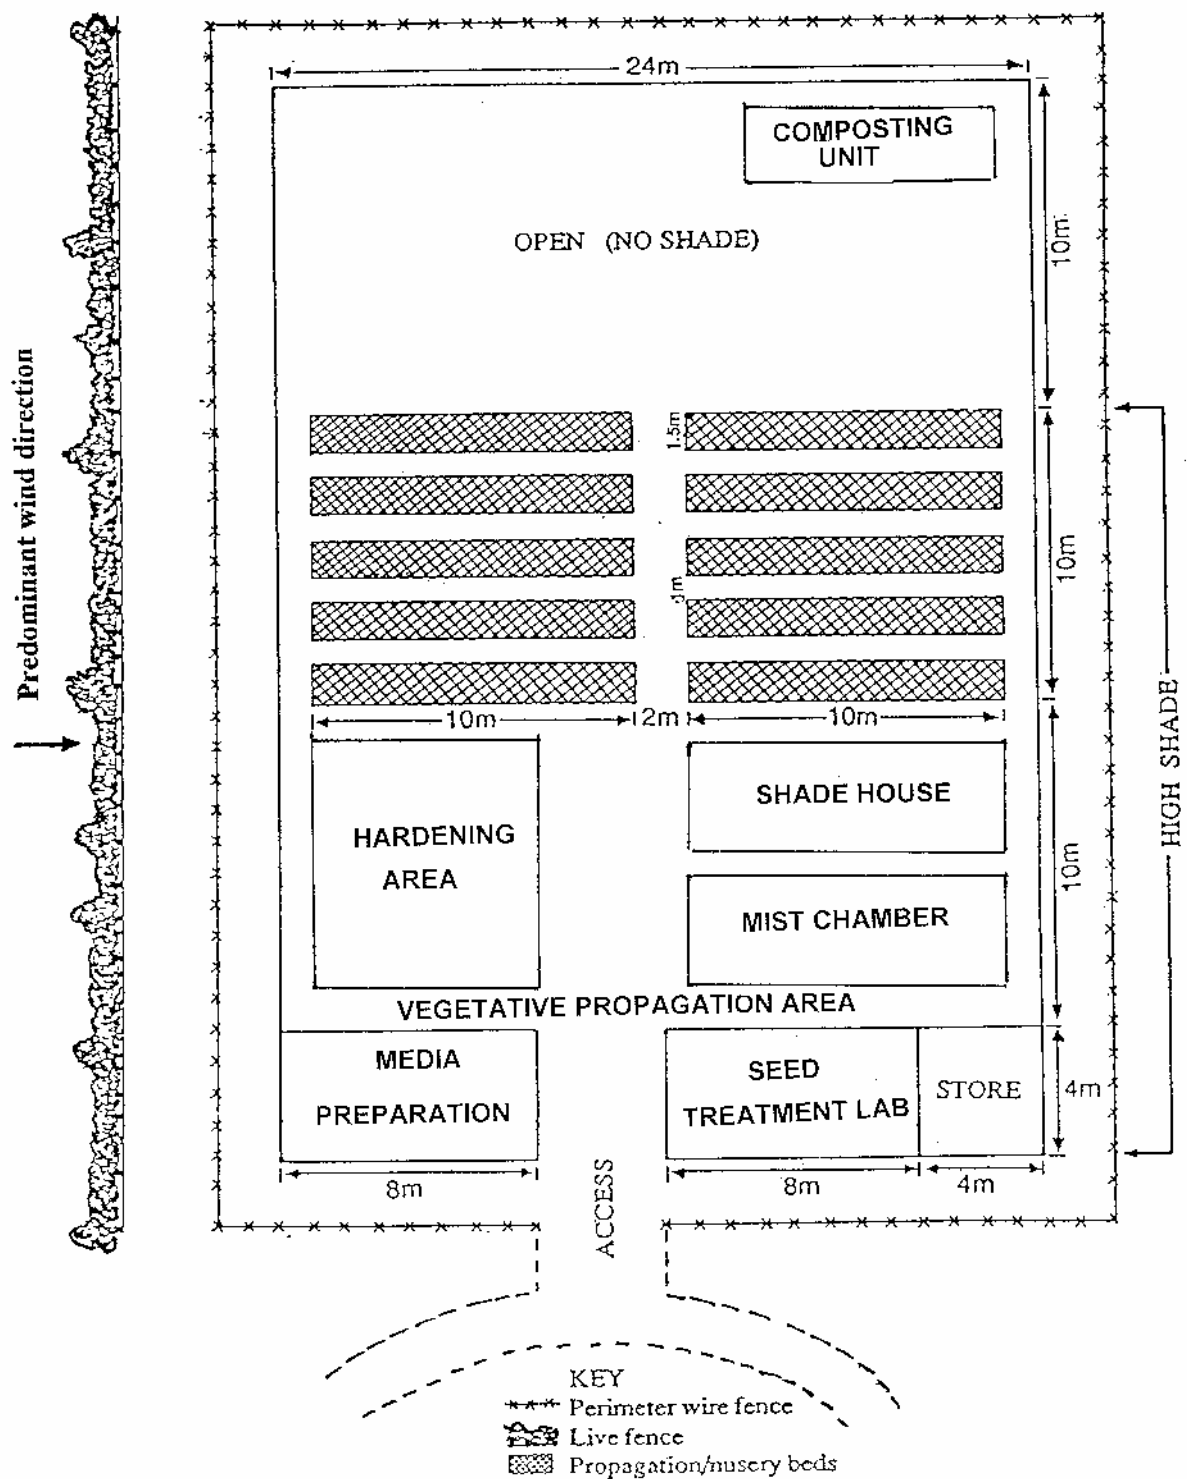 24m
COMPOSTING
UNIT
OPEN (NO SHADE)
10m
Predominant wind direction
1.5m
10m
1m
10m
2m
10m
HIGH SHADE
HARDENING
AREA
SHADE HOUSE
10m
MIST CHAMBER
VEGETATIVE PROPAGATION AREA
MEDIA
PREPARATION
SEED
TREATMENT LAB
STORE
4m
8m
ACCESS
8m
4m
KEY
Perimeter wire fence
Live fence
Propagation/nusery beds